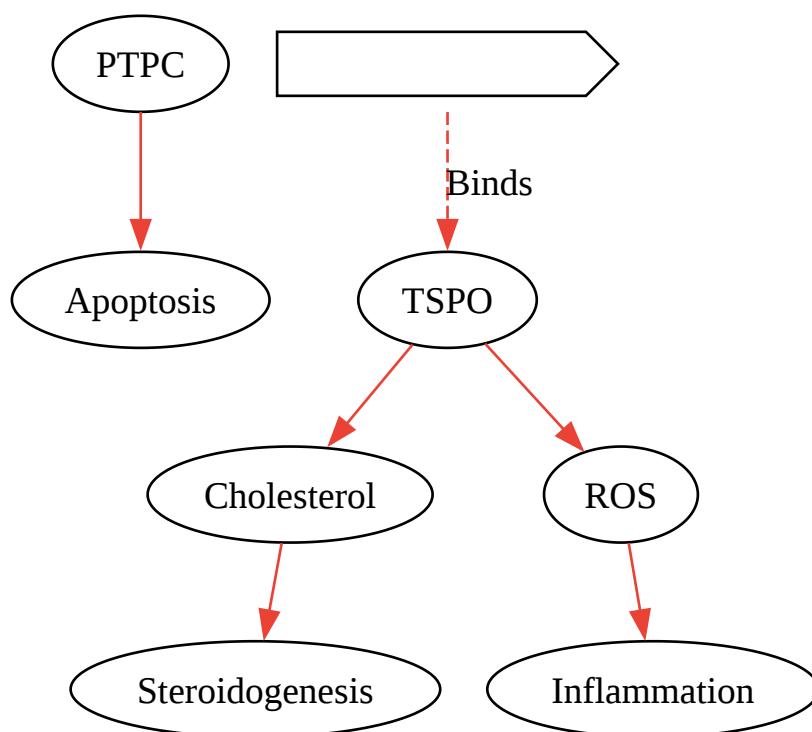 PTPC
Binds
Apoptosis
TSPO
Cholesterol
ROS
Steroidogenesis
Inflammation